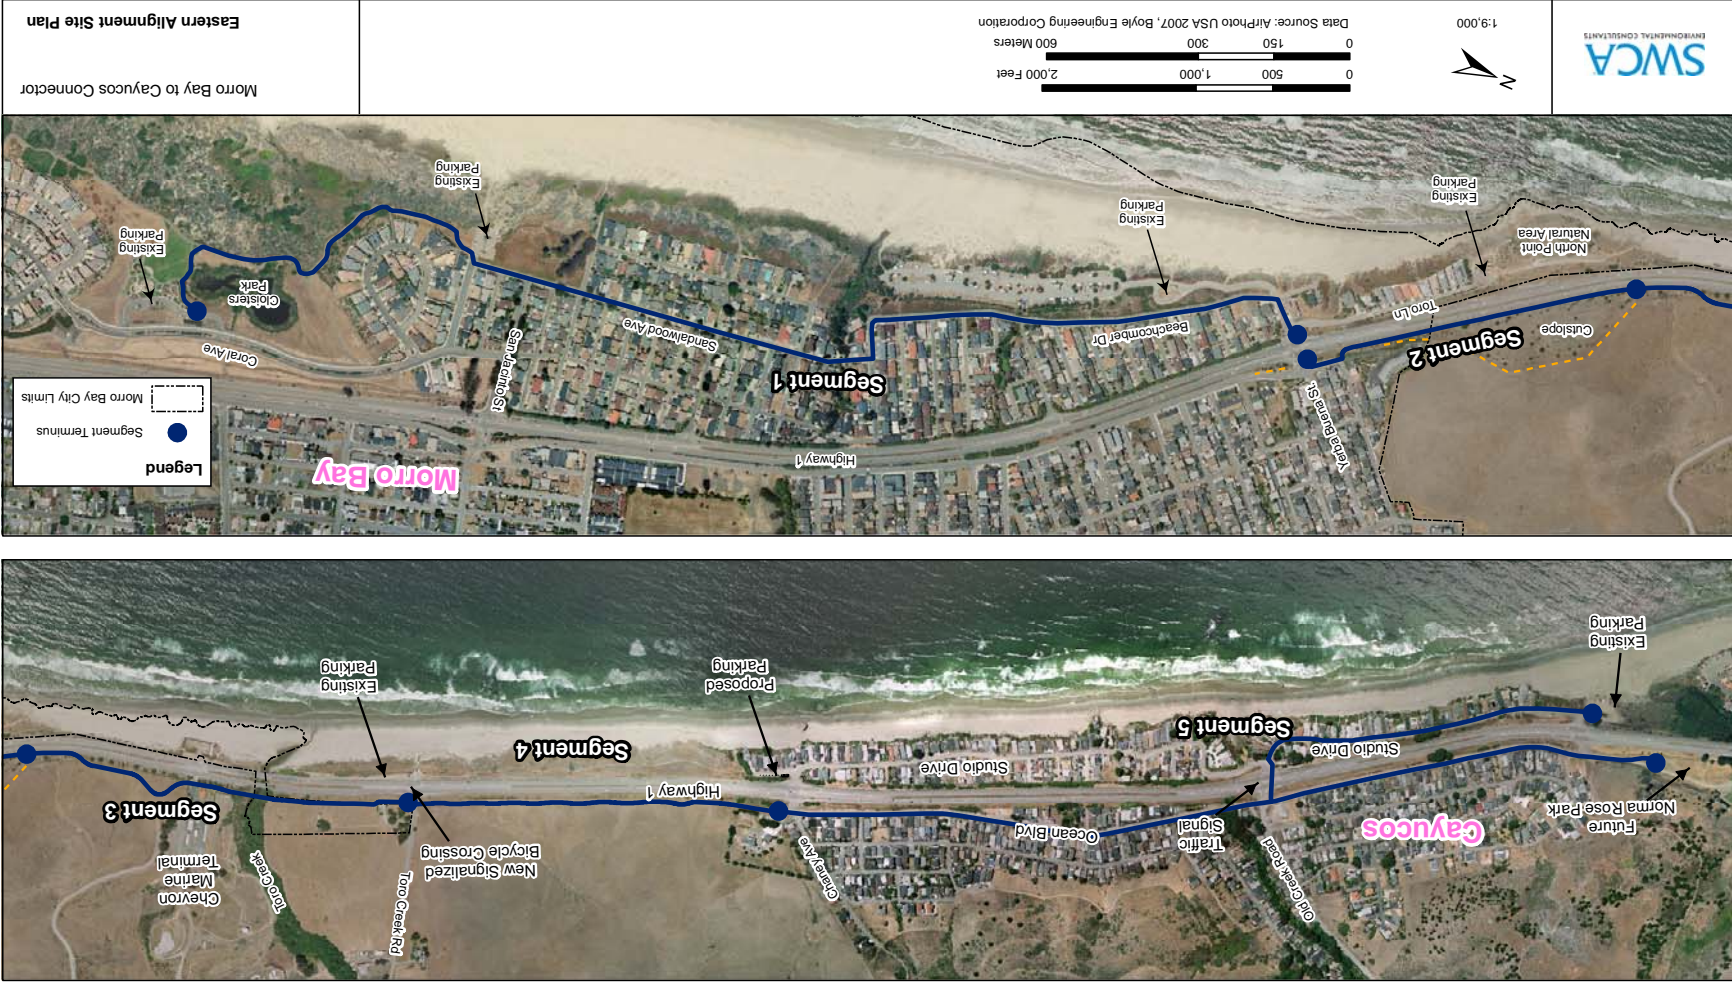 Future
Norma Rose Park
Cayucos
Old Creek Road
Traffic
Signal
Ocean Blvd
Chaney Ave
New Signalized
Bicycle Crossing
Toro Creek Rd
Toro Creek
Chevron
Marine
Terminal
Segment 3
Highway 1
Studio Drive
Studio Drive
Segment 5
Segment 4
Existing
Parking
Proposed
Parking
Existing
Parking
Morro Bay
Legend
Segment Terminus
Morro Bay City Limits
Highway 1
Yerba Buena St.
Segment 1
Segment 2
Cutslope
Toro Ln
Beachcomber Dr
Sandalwood Ave
San Jacinto St
Coral Ave
Cloisters
Park
North Point
Natural Area
Existing
Parking
Existing
Parking
Existing
Parking
Existing
Parking
SWCA
ENVIRONMENTAL CONSULTANTS
N
1:9,000
0 500 1,000 2,000 Feet
0 150 300 600 Meters
Data Source: AirPhoto USA 2007, Boyle Engineering Corporation
Morro Bay to Cayucos Connector
Eastern Alignment Site Plan